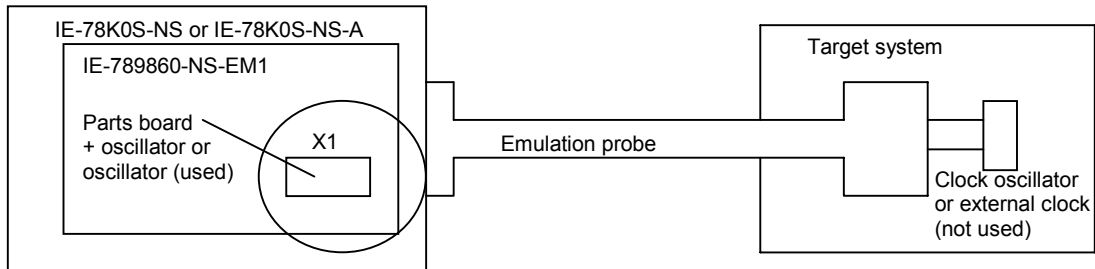 IE-78K0S-NS or IE-78K0S-NS-A
IE-789860-NS-EM1
Parts board
+ oscillator or
oscillator (used)
X1
Emulation probe
Target system
Clock oscillator
or external clock
(not used)